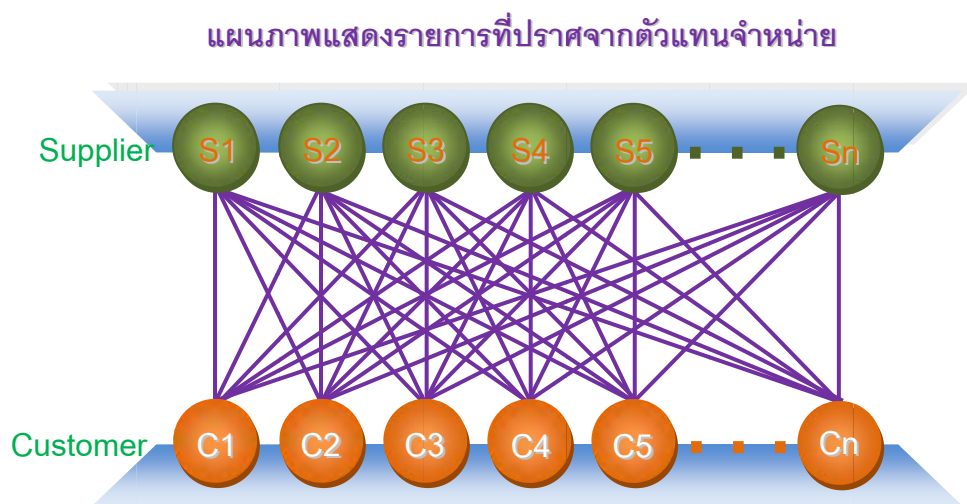 แผนภาพแสดงรายการที่ปราศจากตัวแทนจำหน่าย
Supplier S1 S2 S3 S4 S5 Sn
Customer C1 C2 C3 C4 C5 Cn